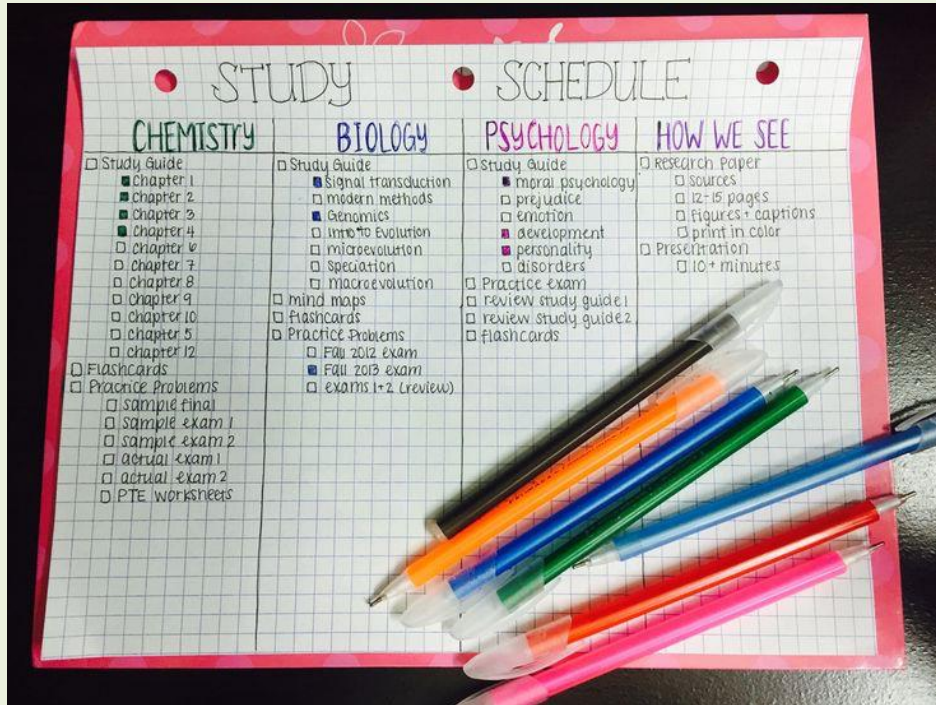 STUDY SCHEDULE
CHEMISTRY
Study Guide
Chapter 1
Chapter 2
Chapter 3
Chapter 4
Chapter 6
Chapter 7
Chapter 8
Chapter 9
Chapter 10
Chapter 5
Chapter 12
Flashcards
Practice Problems
sample final
sample exam 1
sample exam 2
actual exam 1
actual exam 2
PTE worksheets
BIOLOGY
Study Guide
Signal transduction
modern methods
Genomics
Intro to Evolution
microevolution
Speciation
macroevolution
mind maps
flashcards
Practice Problems
Fall 2012 exam
Fall 2013 exam
exams 1+2 (review)
PSYCHOLOGY
Study Guide
moral psychology
prejudice
emotion
development
personality
disorders
Practice exam
review study guide 1
review study guide 2
flashcards
HOW WE SEE
Research Paper
sources
12-15 pages
figures + captions
print in color
Presentation
10+ minutes